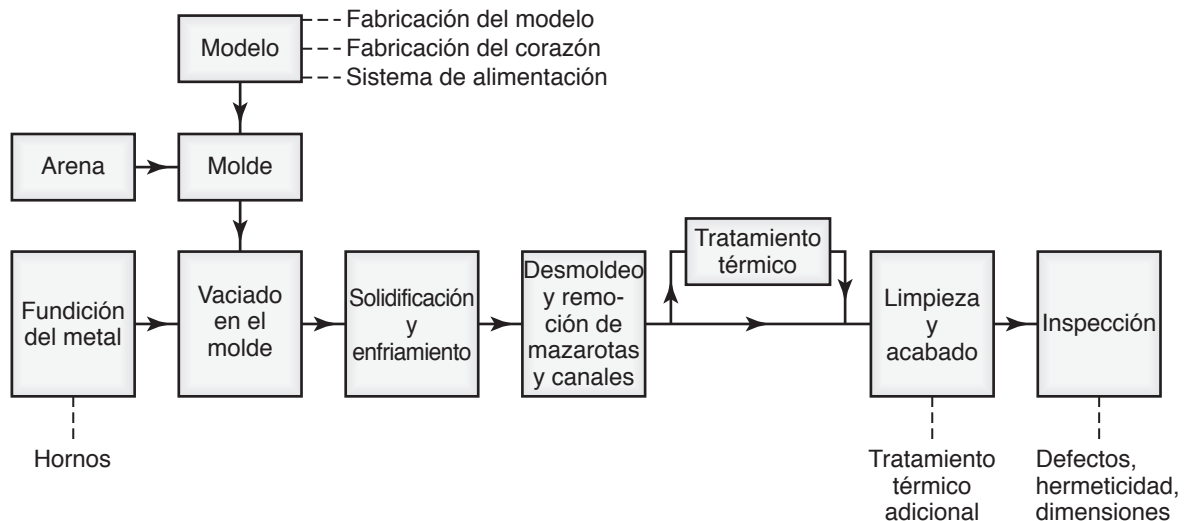 Modelo
Fabricación del modelo
Fabricación del corazón
Sistema de alimentación
Arena
Molde
Fundición
del metal
Vaciado
en el
molde
Solidificación
y
enfriamiento
Desmoldeo
y remo-
ción de
mazarotas
y canales
Tratamiento
térmico
Limpieza
y
acabado
Inspección
Hornos
Tratamiento
térmico
adicional
Defectos,
hermeticidad,
dimensiones